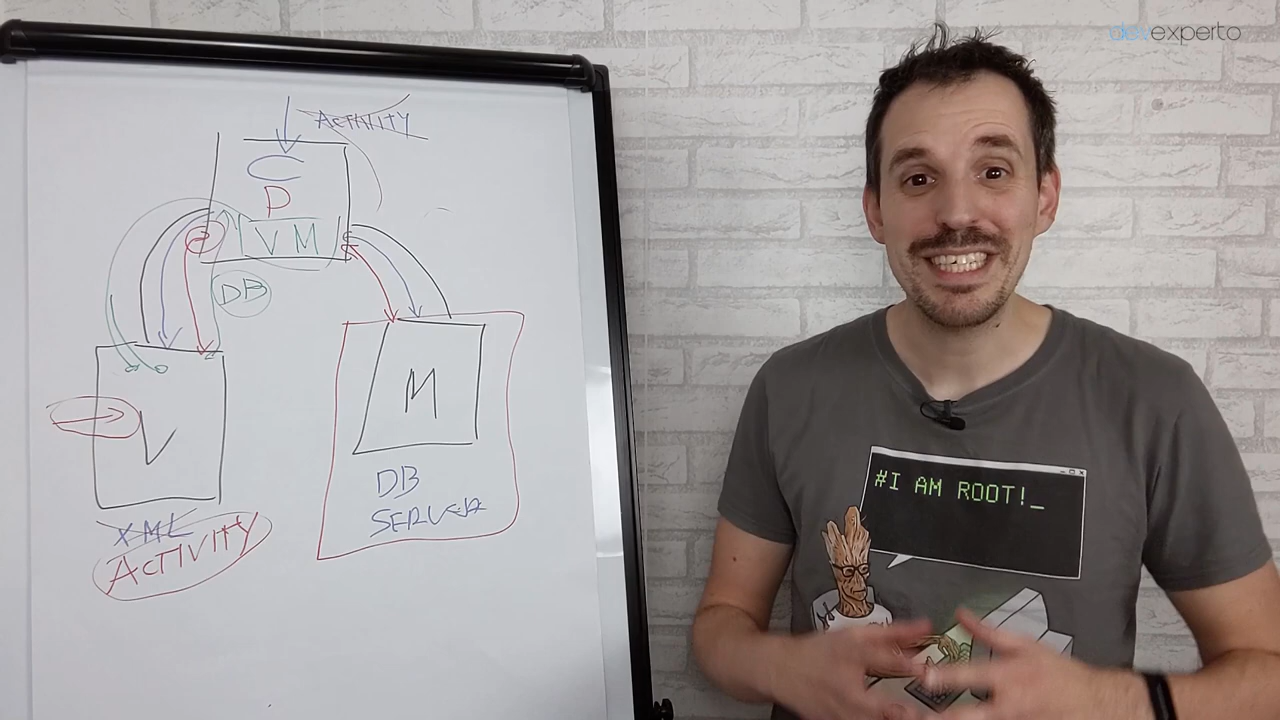 ACTIVITY
C
P
VM
DB
V
XML
ACTIVITY
M
DB
SERVER
devexperto
#I AM ROOT!_